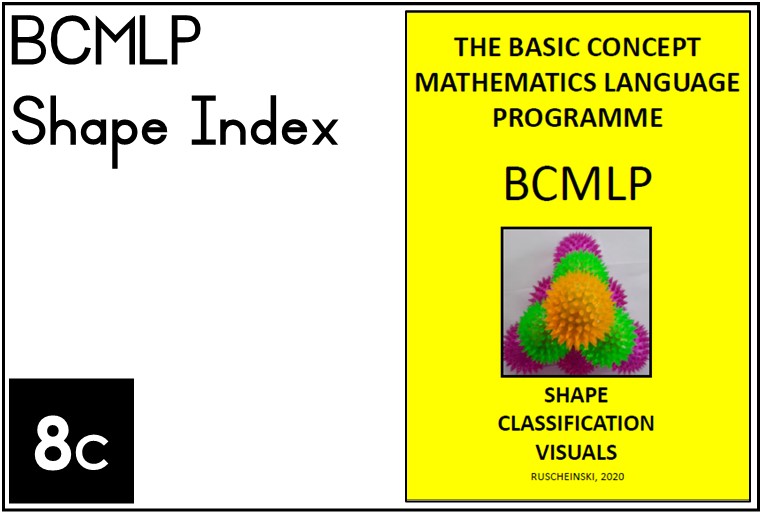 BCMLP
Shape Index
8c
THE BASIC CONCEPT
MATHEMATICS LANGUAGE
PROGRAMME
BCMLP
SHAPE
CLASSIFICATION
VISUALS
RUSCHEINSKI, 2020